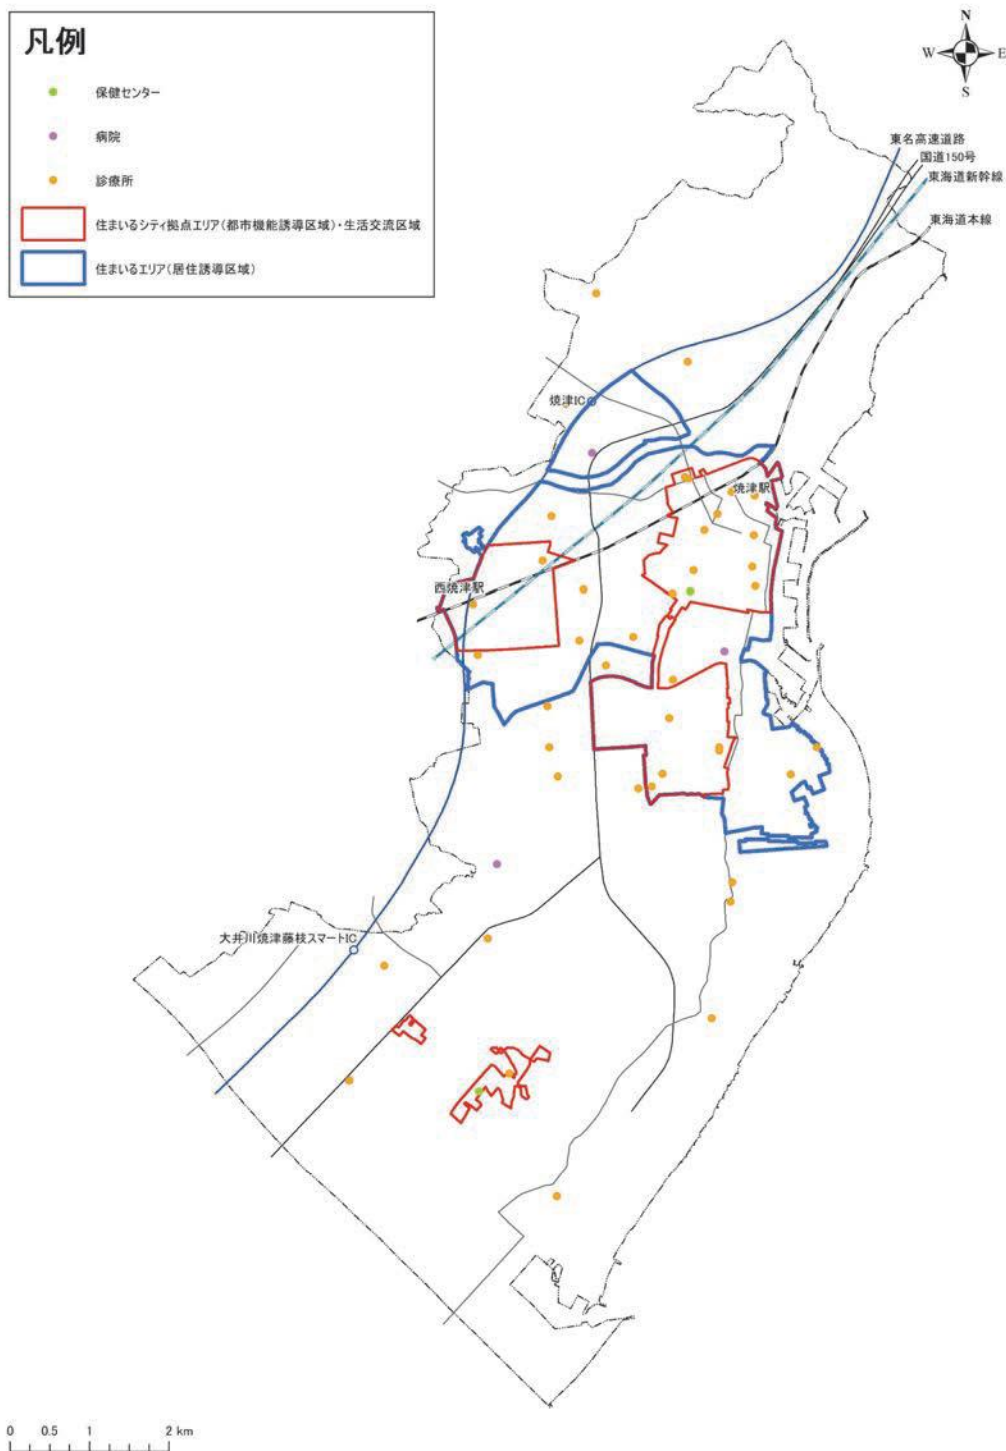 凡例
保健センター
病院
診療所
住まいるシティ拠点エリア(都市機能誘導区域)・生活交流区域
住まいるエリア(居住誘導区域)
N
W
E
S
東名高速道路
国道150号
東海道新幹線
東海道本線
焼津IC
焼津駅
西焼津駅
大井川焼津藤枝スマートIC
0 0.5 1 2 km